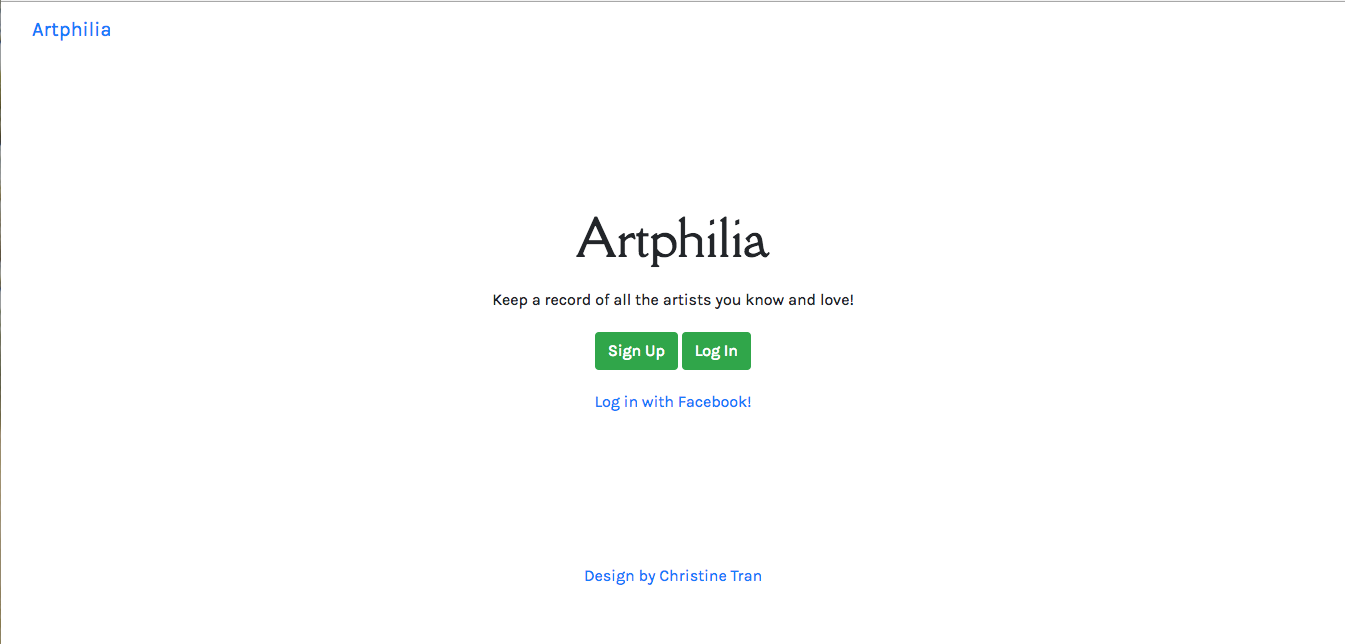 Artphilia
Artphilia
Keep a record of all the artists you know and love!
Sign Up Log In
Log in with Facebook!
Design by Christine Tran